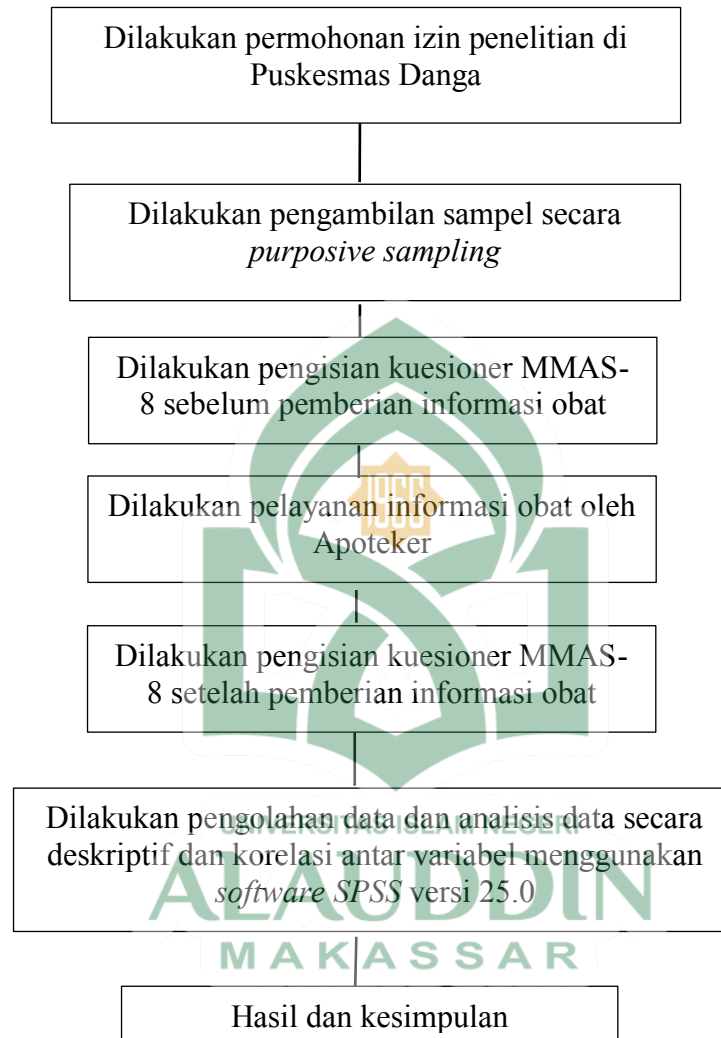 Dilakukan permohonan izin penelitian di
Puskesmas Danga
Dilakukan pengambilan sampel secara
purposive sampling
Dilakukan pengisian kuesioner MMAS-
8 sebelum pemberian informasi obat
1965
Dilakukan pelayanan informasi obat oleh
Apoteker
Dilakukan pengisian kuesioner MMAS-
8 setelah pemberian informasi obat
Dilakukan pengolahan data dan analisis data secara
UNIVERSITAS ISLAM NEGERI
deskriptif dan korelasi antar variabel menggunakan
software SPSS versi 25.0
ALAUDDIN
MAKASSAR
Hasil dan kesimpulan